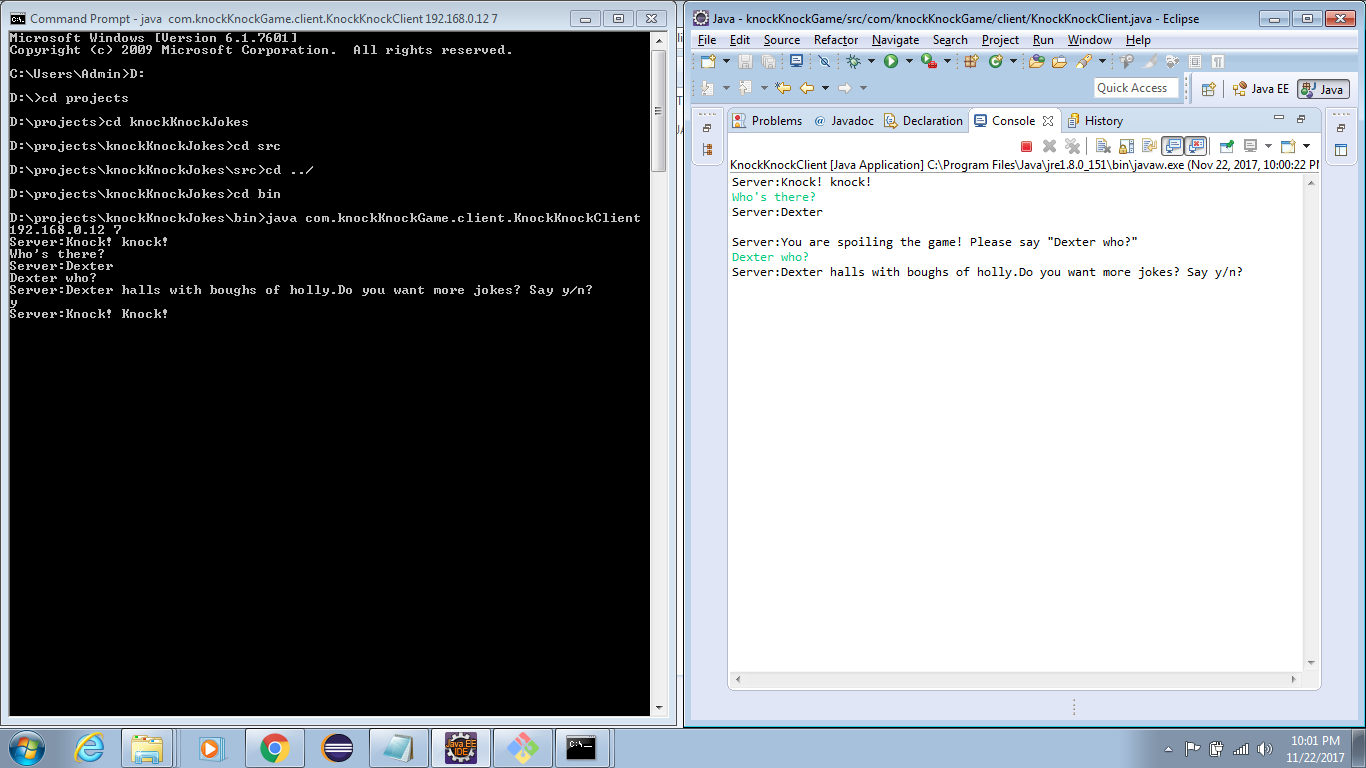 Command Prompt - java com.knockKnockGame.client.KnockKnockClient 192.168.0.12 7
Microsoft Windows [Version 6.1.7601]
Copyright (c) 2009 Microsoft Corporation.  All rights reserved.
C:\Users\Admin>D:
D:\>cd projects
D:\projects>cd knockKnockJokes
D:\projects\knockKnockJokes>cd src
D:\projects\knockKnockJokes\src>cd ../
D:\projects\knockKnockJokes>cd bin
D:\projects\knockKnockJokes\bin>java com.knockKnockGame.client.KnockKnockClient
192.168.0.12 7
Server:Knock! knock!
Who's there?
Server:Dexter
Dexter who?
Server:Dexter halls with boughs of holly.Do you want more jokes? Say y/n?
y
Server:Knock! Knock!
Java - knockKnockGame/src/com/knockKnockGame/client/KnockKnockClient.java - Eclipse
File Edit Source Refactor Navigate Search Project Run Window Help
Quick Access Java EE Java
Problems @ Javadoc Declaration Console History
KnockKnockClient [Java Application] C:\Program Files\Java\jre1.8.0_151\bin\javaw.exe (Nov 22, 2017, 10:00:22 PM
Server:Knock! knock!
Who's there?
Server:Dexter
Server:You are spoiling the game! Please say "Dexter who?"
Dexter who?
Server:Dexter halls with boughs of holly.Do you want more jokes? Say y/n?
Java EE
IDE
C:\
10:01 PM
11/22/2017